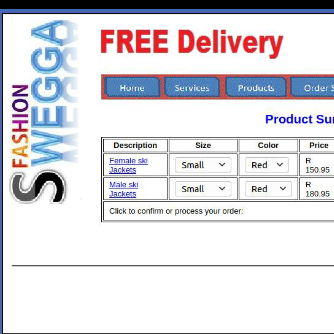 FREE Delivery
FASHION
SWEGGA
Home Services Products Order S
Product Su
Description Size Color Price
Female ski Jackets Small Red R 150.95
Male ski Jackets Small Red R 180.95
Click to confirm or process your order: